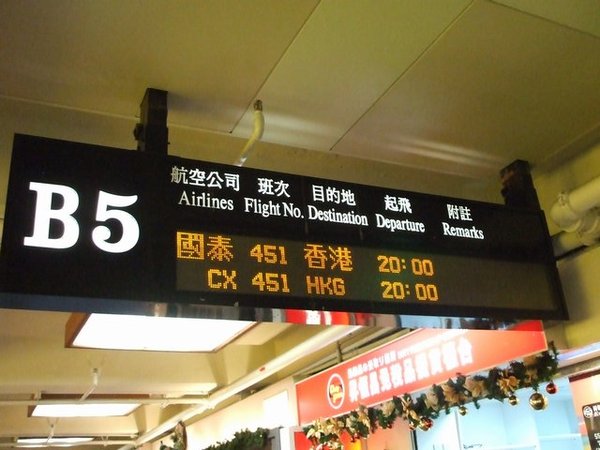 B5
航空公司 班次 目的地 起飛 附註
Airlines Flight No. Destination Departure Remarks
國泰 451 香港 20:00
CX 451 HKG 20:00